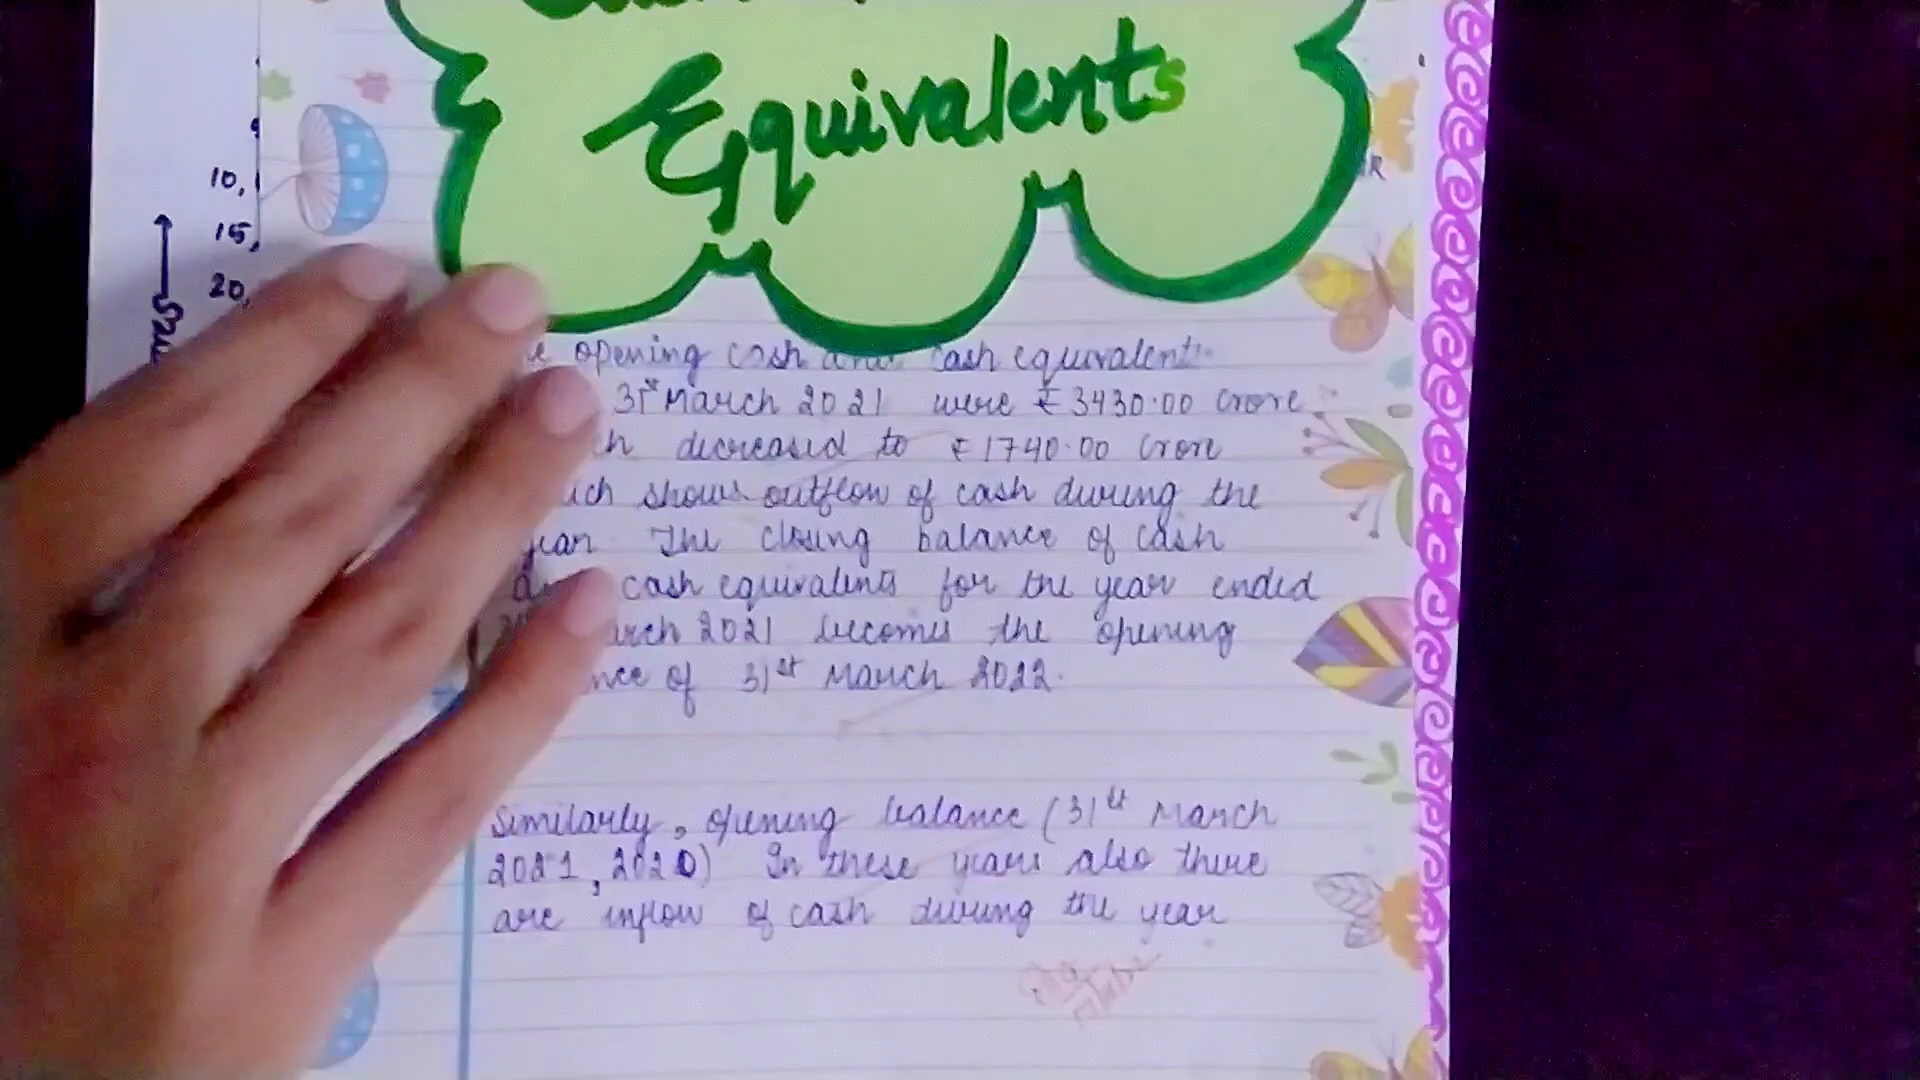 Equivalents
10,
15,
20,
opening cash and cash equivalents
31st March 2021 were ₹ 3430.00 crore
decreased to ₹ 1740.00 crore
shows outflow of cash during the
year The closing balance of cash
cash equivalents for the year ended
2021 becomes the opening
of 31st March 2022.
Similarly, opening balance (31st March
2021, 2020) In these years also there
are inflow of cash during the year